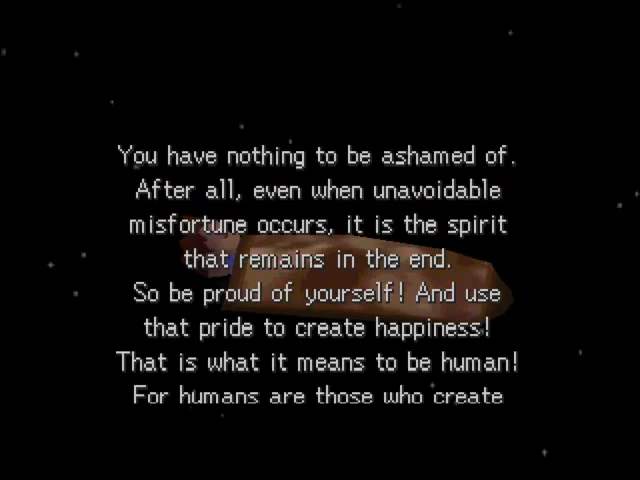 You have nothing to be ashamed of.
After all, even when unavoidable
misfortune occurs, it is the spirit
that remains in the end.
So be proud of yourself! And use
that pride to create happiness!
That is what it means to be human!
For humans are those who create